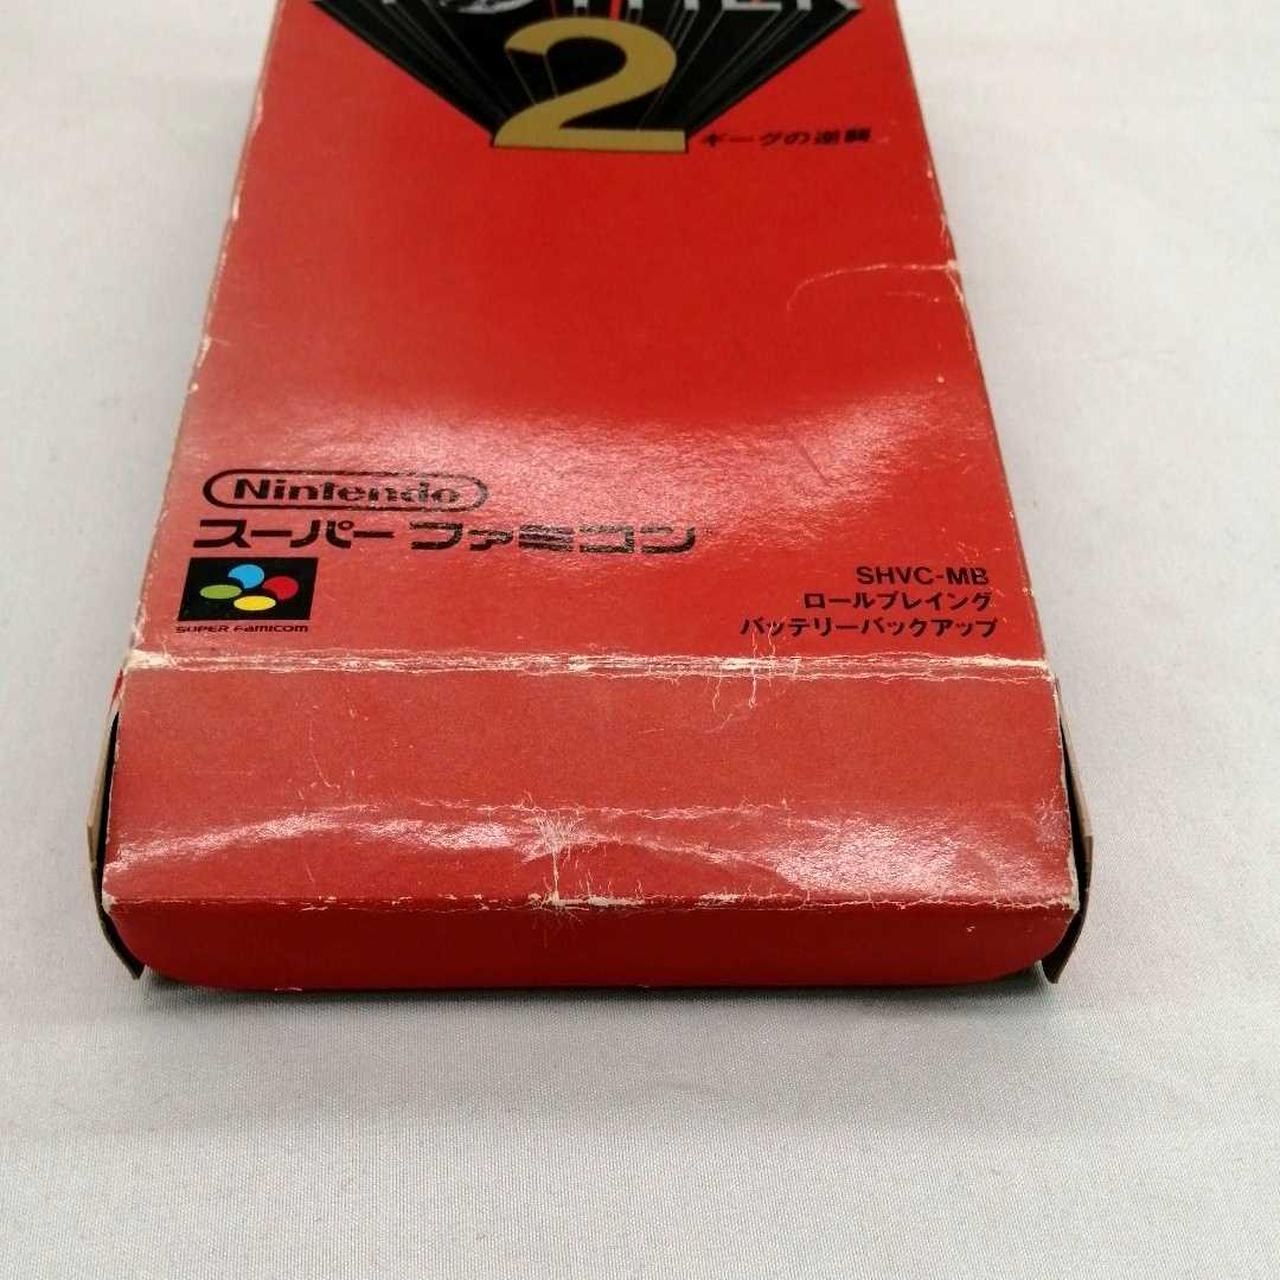 MOTHER
2
ギーグの逆襲
Nintendo
スーパーファミコン
SUPER FAMICOM
SHVC-MB
ロールプレイング
バッテリーバックアップ